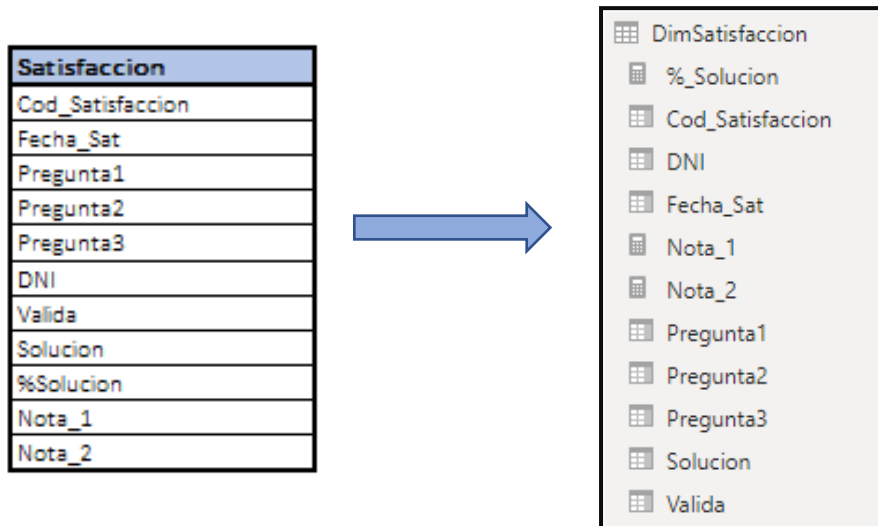 Satisfaccion
Cod_Satisfaccion
Fecha_Sat
Pregunta1
Pregunta2
Pregunta3
DNI
Valida
Solucion
%Solucion
Nota_1
Nota_2
DimSatisfaccion
%_Solucion
Cod_Satisfaccion
DNI
Fecha_Sat
Nota_1
Nota_2
Pregunta1
Pregunta2
Pregunta3
Solucion
Valida